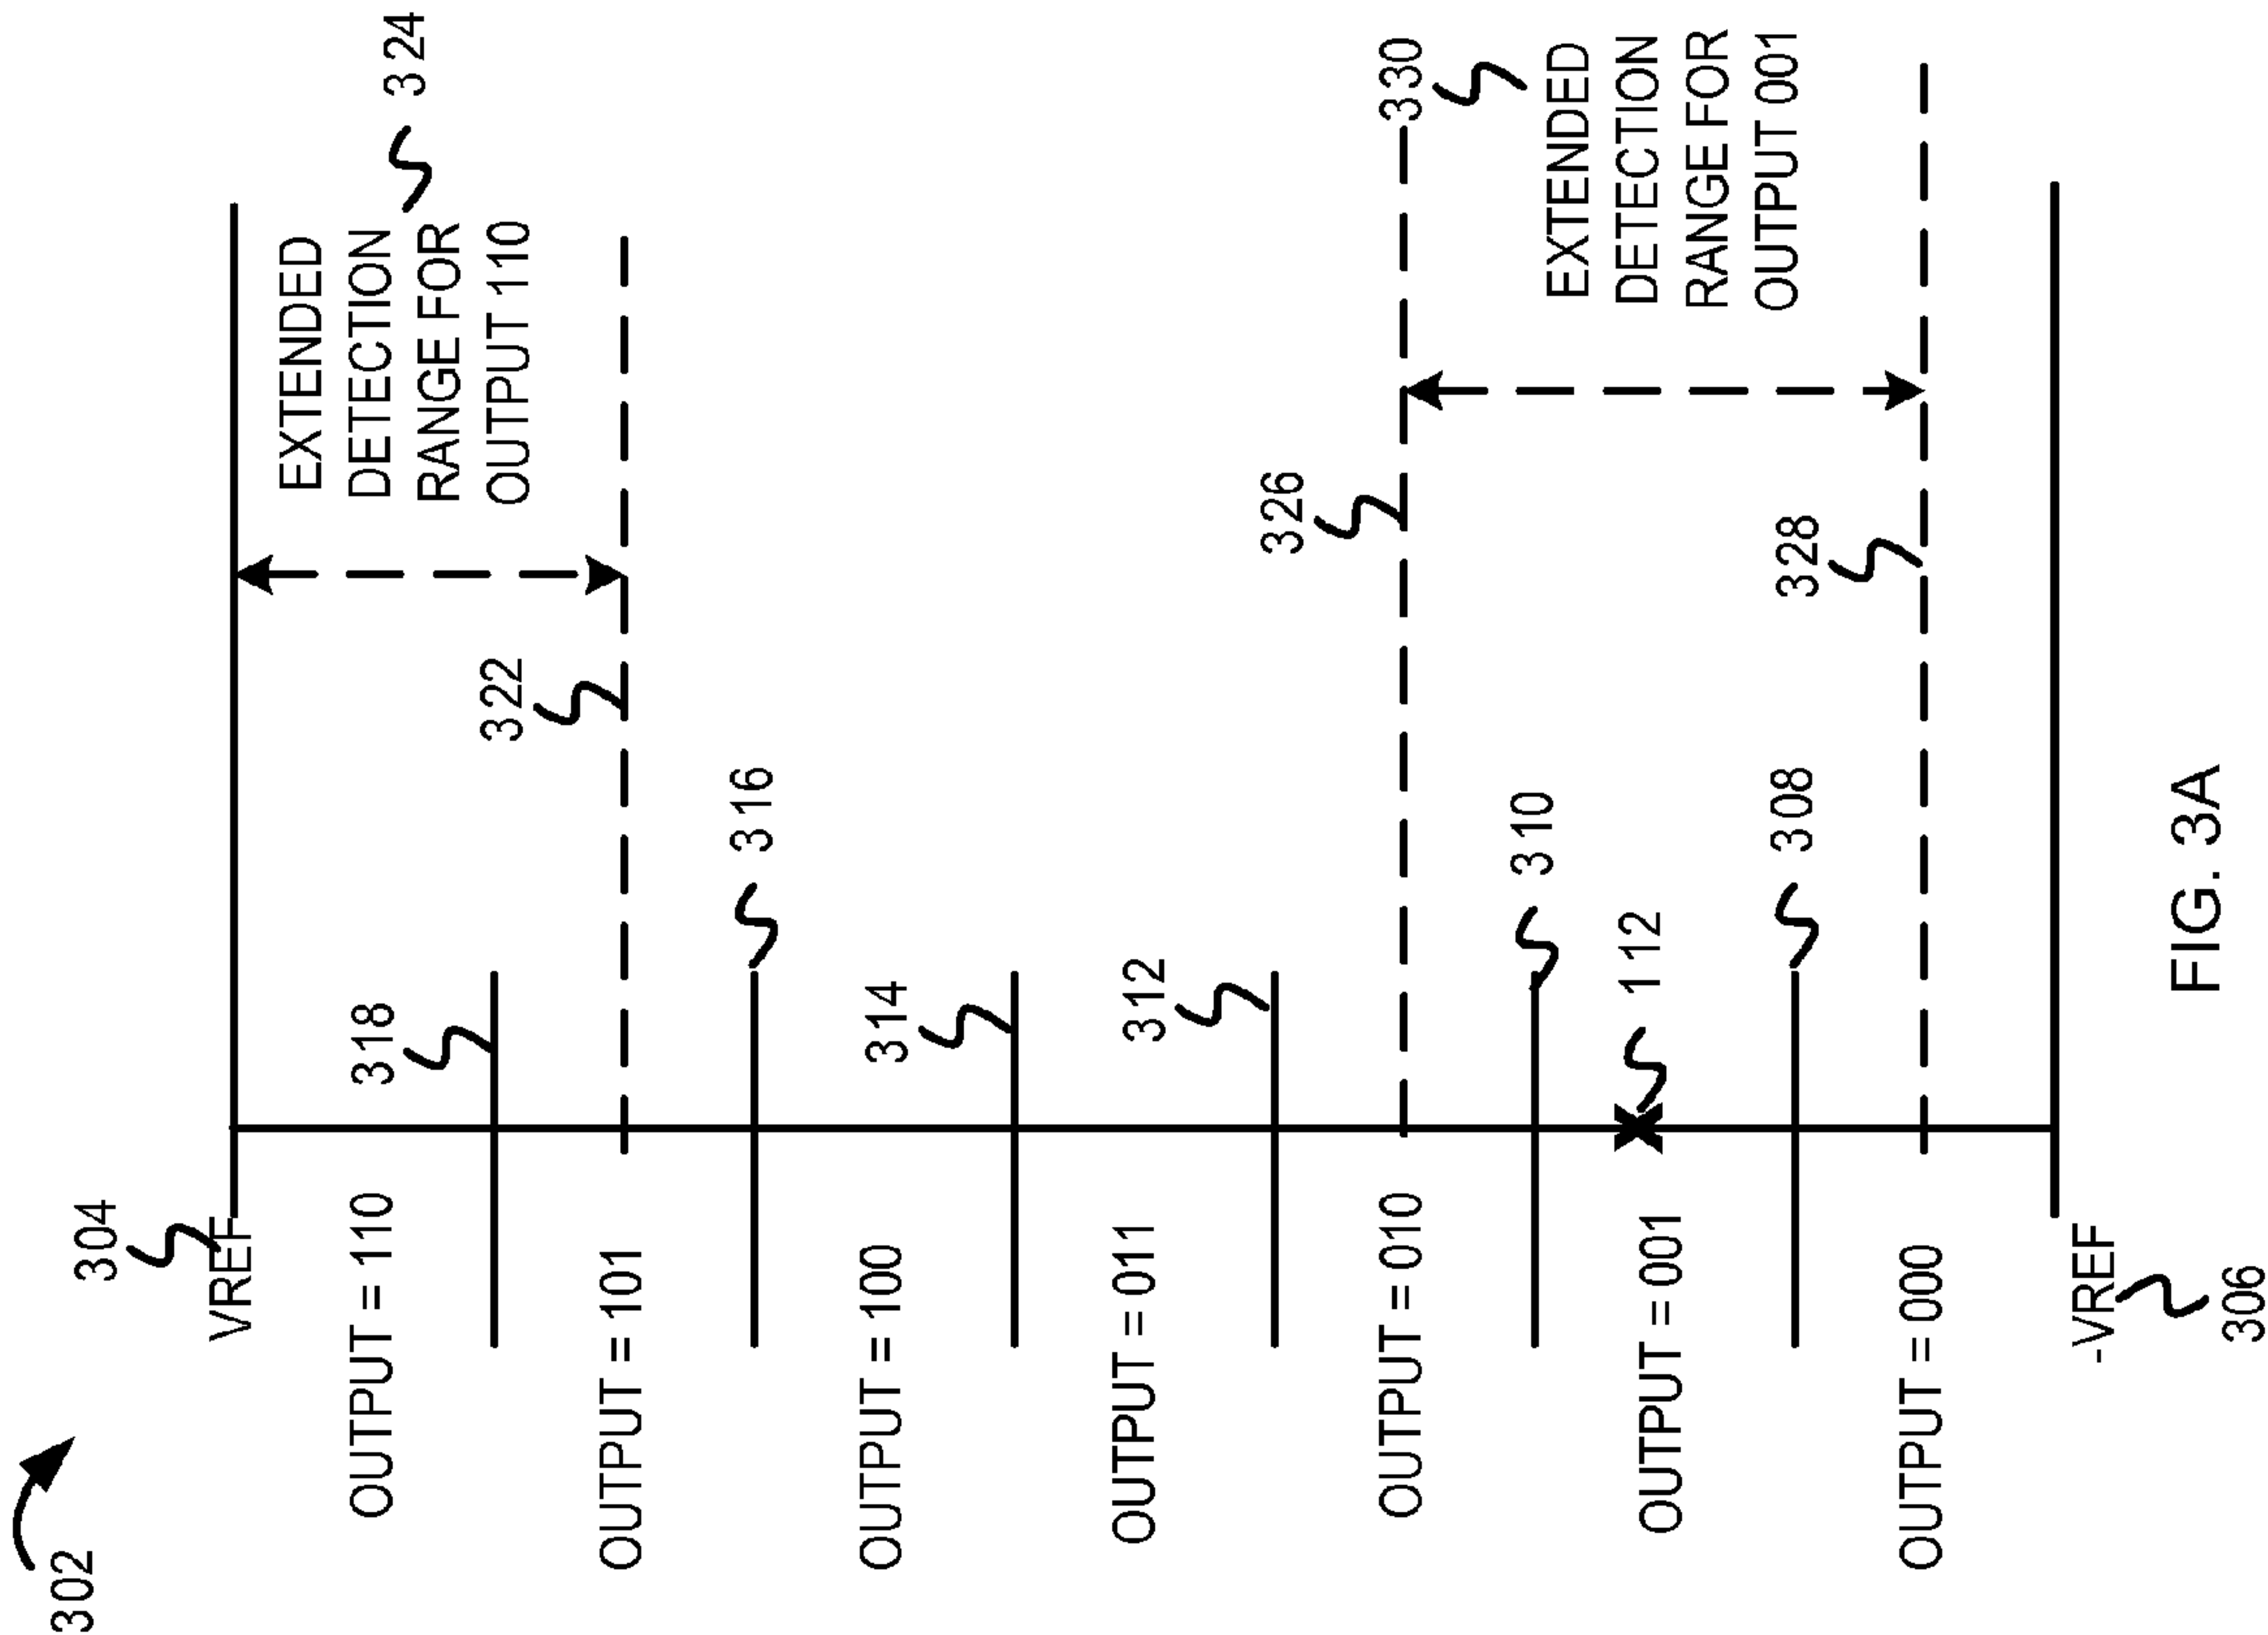 302
304
VREF
OUTPUT = 110
318
EXTENDED
DETECTION
RANGE FOR
OUTPUT 110
324
322
OUTPUT = 101
316
OUTPUT = 100
314
OUTPUT = 011
312
326
330
OUTPUT = 010
310
EXTENDED
DETECTION
RANGE FOR
OUTPUT 001
OUTPUT = 001
1112
308
328
OUTPUT = 000
-VREF
306
FIG. 3A